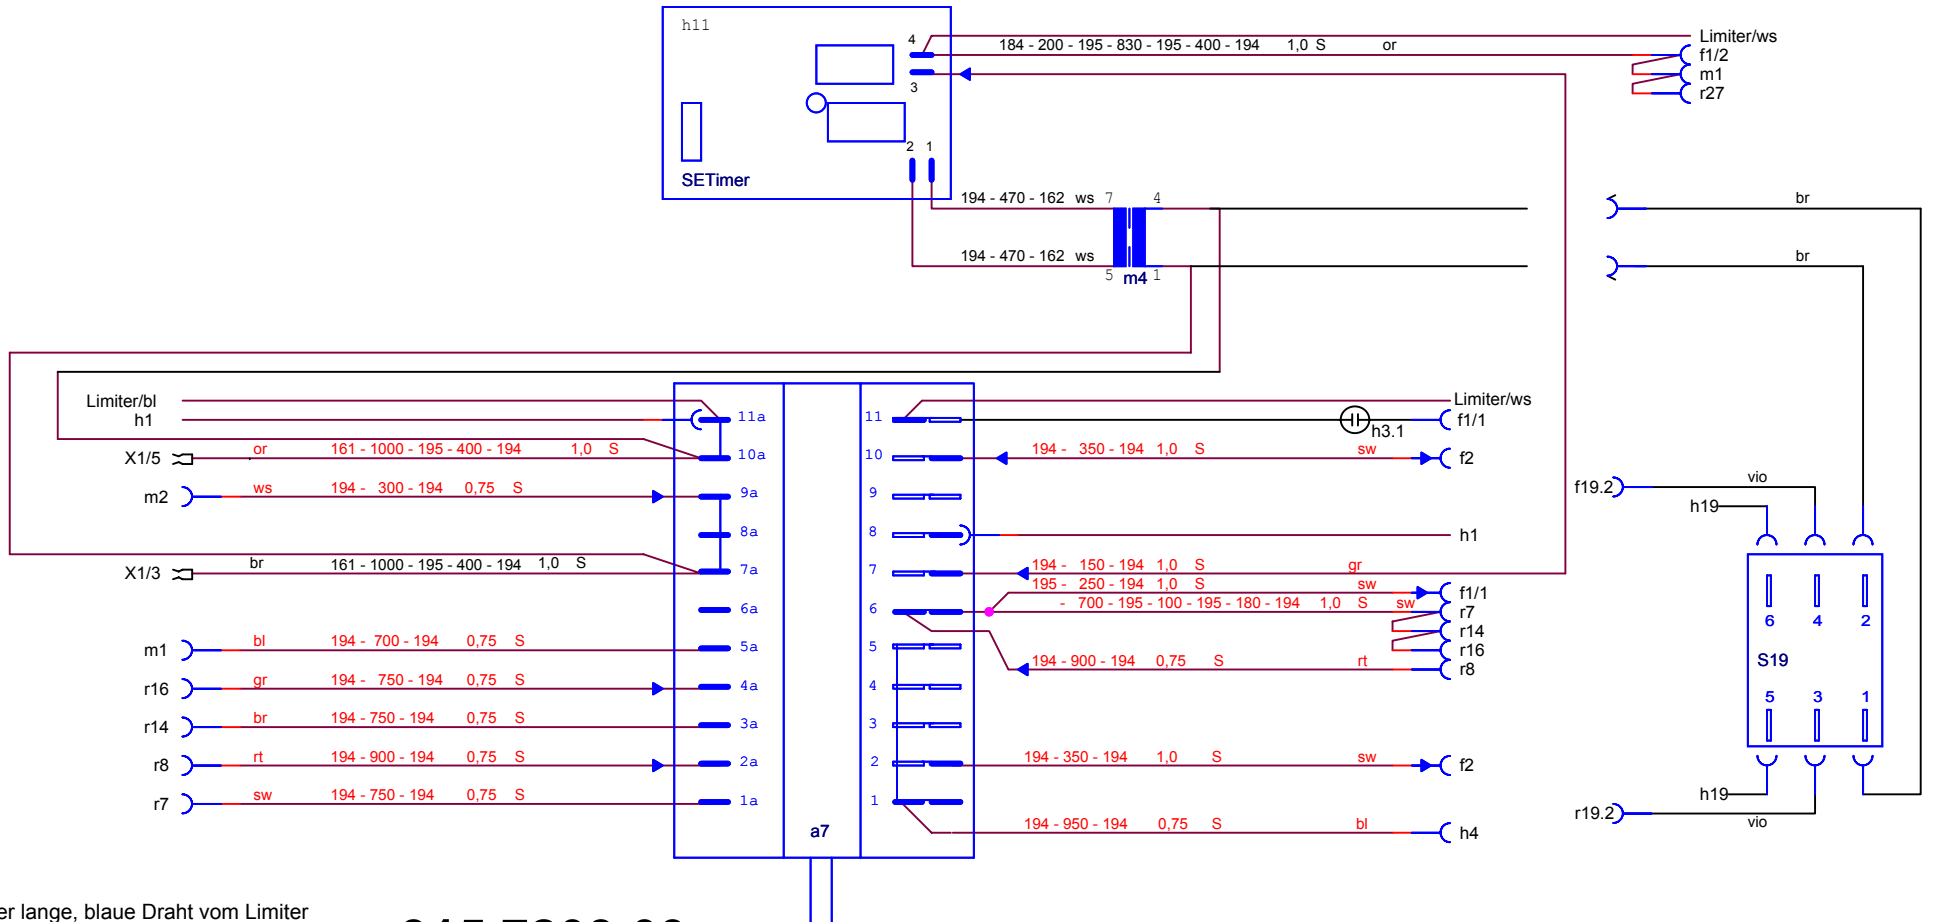 h11
4
3
2 1
SETimer
184 - 200 - 195 - 830 - 195 - 400 - 194 1,0 S or
Limiter/ws
f1/2
m1
r27
194 - 470 - 162 ws 7 4
194 - 470 - 162 ws 5 1
m4
br
br
Limiter/bl
h1
X1/5 or 161 - 1000 - 195 - 400 - 194 1,0 S
m2 ws 194 - 300 - 194 0,75 S
X1/3 br 161 - 1000 - 195 - 400 - 194 1,0 S
m1 bl 194 - 700 - 194 0,75 S
r16 gr 194 - 750 - 194 0,75 S
r14 br 194 - 750 - 194 0,75 S
r8 rt 194 - 900 - 194 0,75 S
r7 sw 194 - 750 - 194 0,75 S
11a
10a
9a
8a
7a
6a
5a
4a
3a
2a
1a
a7
11
10
9
8
7
6
5
4
3
2
1
Limiter/ws
h3.1 f1/1
194 - 350 - 194 1,0 S sw f2
h1
194 - 150 - 194 1,0 S gr
195 - 250 - 194 1,0 S sw f1/1
- 700 - 195 - 100 - 195 - 180 - 194 1,0 S sw r7
r14
r16
194 - 900 - 194 0,75 S rt r8
194 - 350 - 194 1,0 S sw f2
194 - 950 - 194 0,75 S bl h4
f19.2 vio
h19
6 4 2
S19
5 3 1
h19
r19.2 vio
er lange, blaue Draht vom Limiter